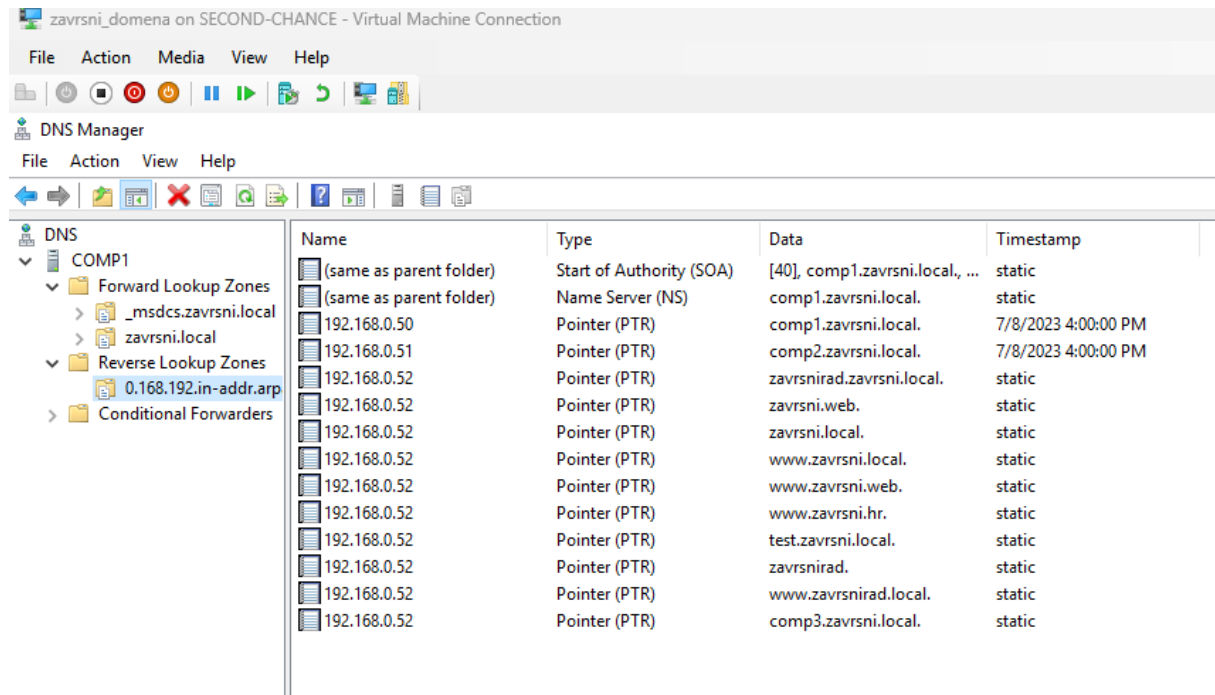 zavrsni_domena on SECOND-CHANCE - Virtual Machine Connection
File Action Media View Help
DNS Manager
File Action View Help
DNS
COMP1
Forward Lookup Zones
_msdcs.zavrsni.local
zavrsni.local
Reverse Lookup Zones
0.168.192.in-addr.arp
Conditional Forwarders
Name Type Data Timestamp
(same as parent folder) Start of Authority (SOA) [40], comp1.zavrsni.local., ... static
(same as parent folder) Name Server (NS) comp1.zavrsni.local. static
192.168.0.50 Pointer (PTR) comp1.zavrsni.local. 7/8/2023 4:00:00 PM
192.168.0.51 Pointer (PTR) comp2.zavrsni.local. 7/8/2023 4:00:00 PM
192.168.0.52 Pointer (PTR) zavrsnirad.zavrsni.local. static
192.168.0.52 Pointer (PTR) zavrsni.web. static
192.168.0.52 Pointer (PTR) zavrsni.local. static
192.168.0.52 Pointer (PTR) www.zavrsni.local. static
192.168.0.52 Pointer (PTR) www.zavrsni.web. static
192.168.0.52 Pointer (PTR) www.zavrsni.hr. static
192.168.0.52 Pointer (PTR) test.zavrsni.local. static
192.168.0.52 Pointer (PTR) zavrsnirad. static
192.168.0.52 Pointer (PTR) www.zavrsnirad.local. static
192.168.0.52 Pointer (PTR) comp3.zavrsni.local. static